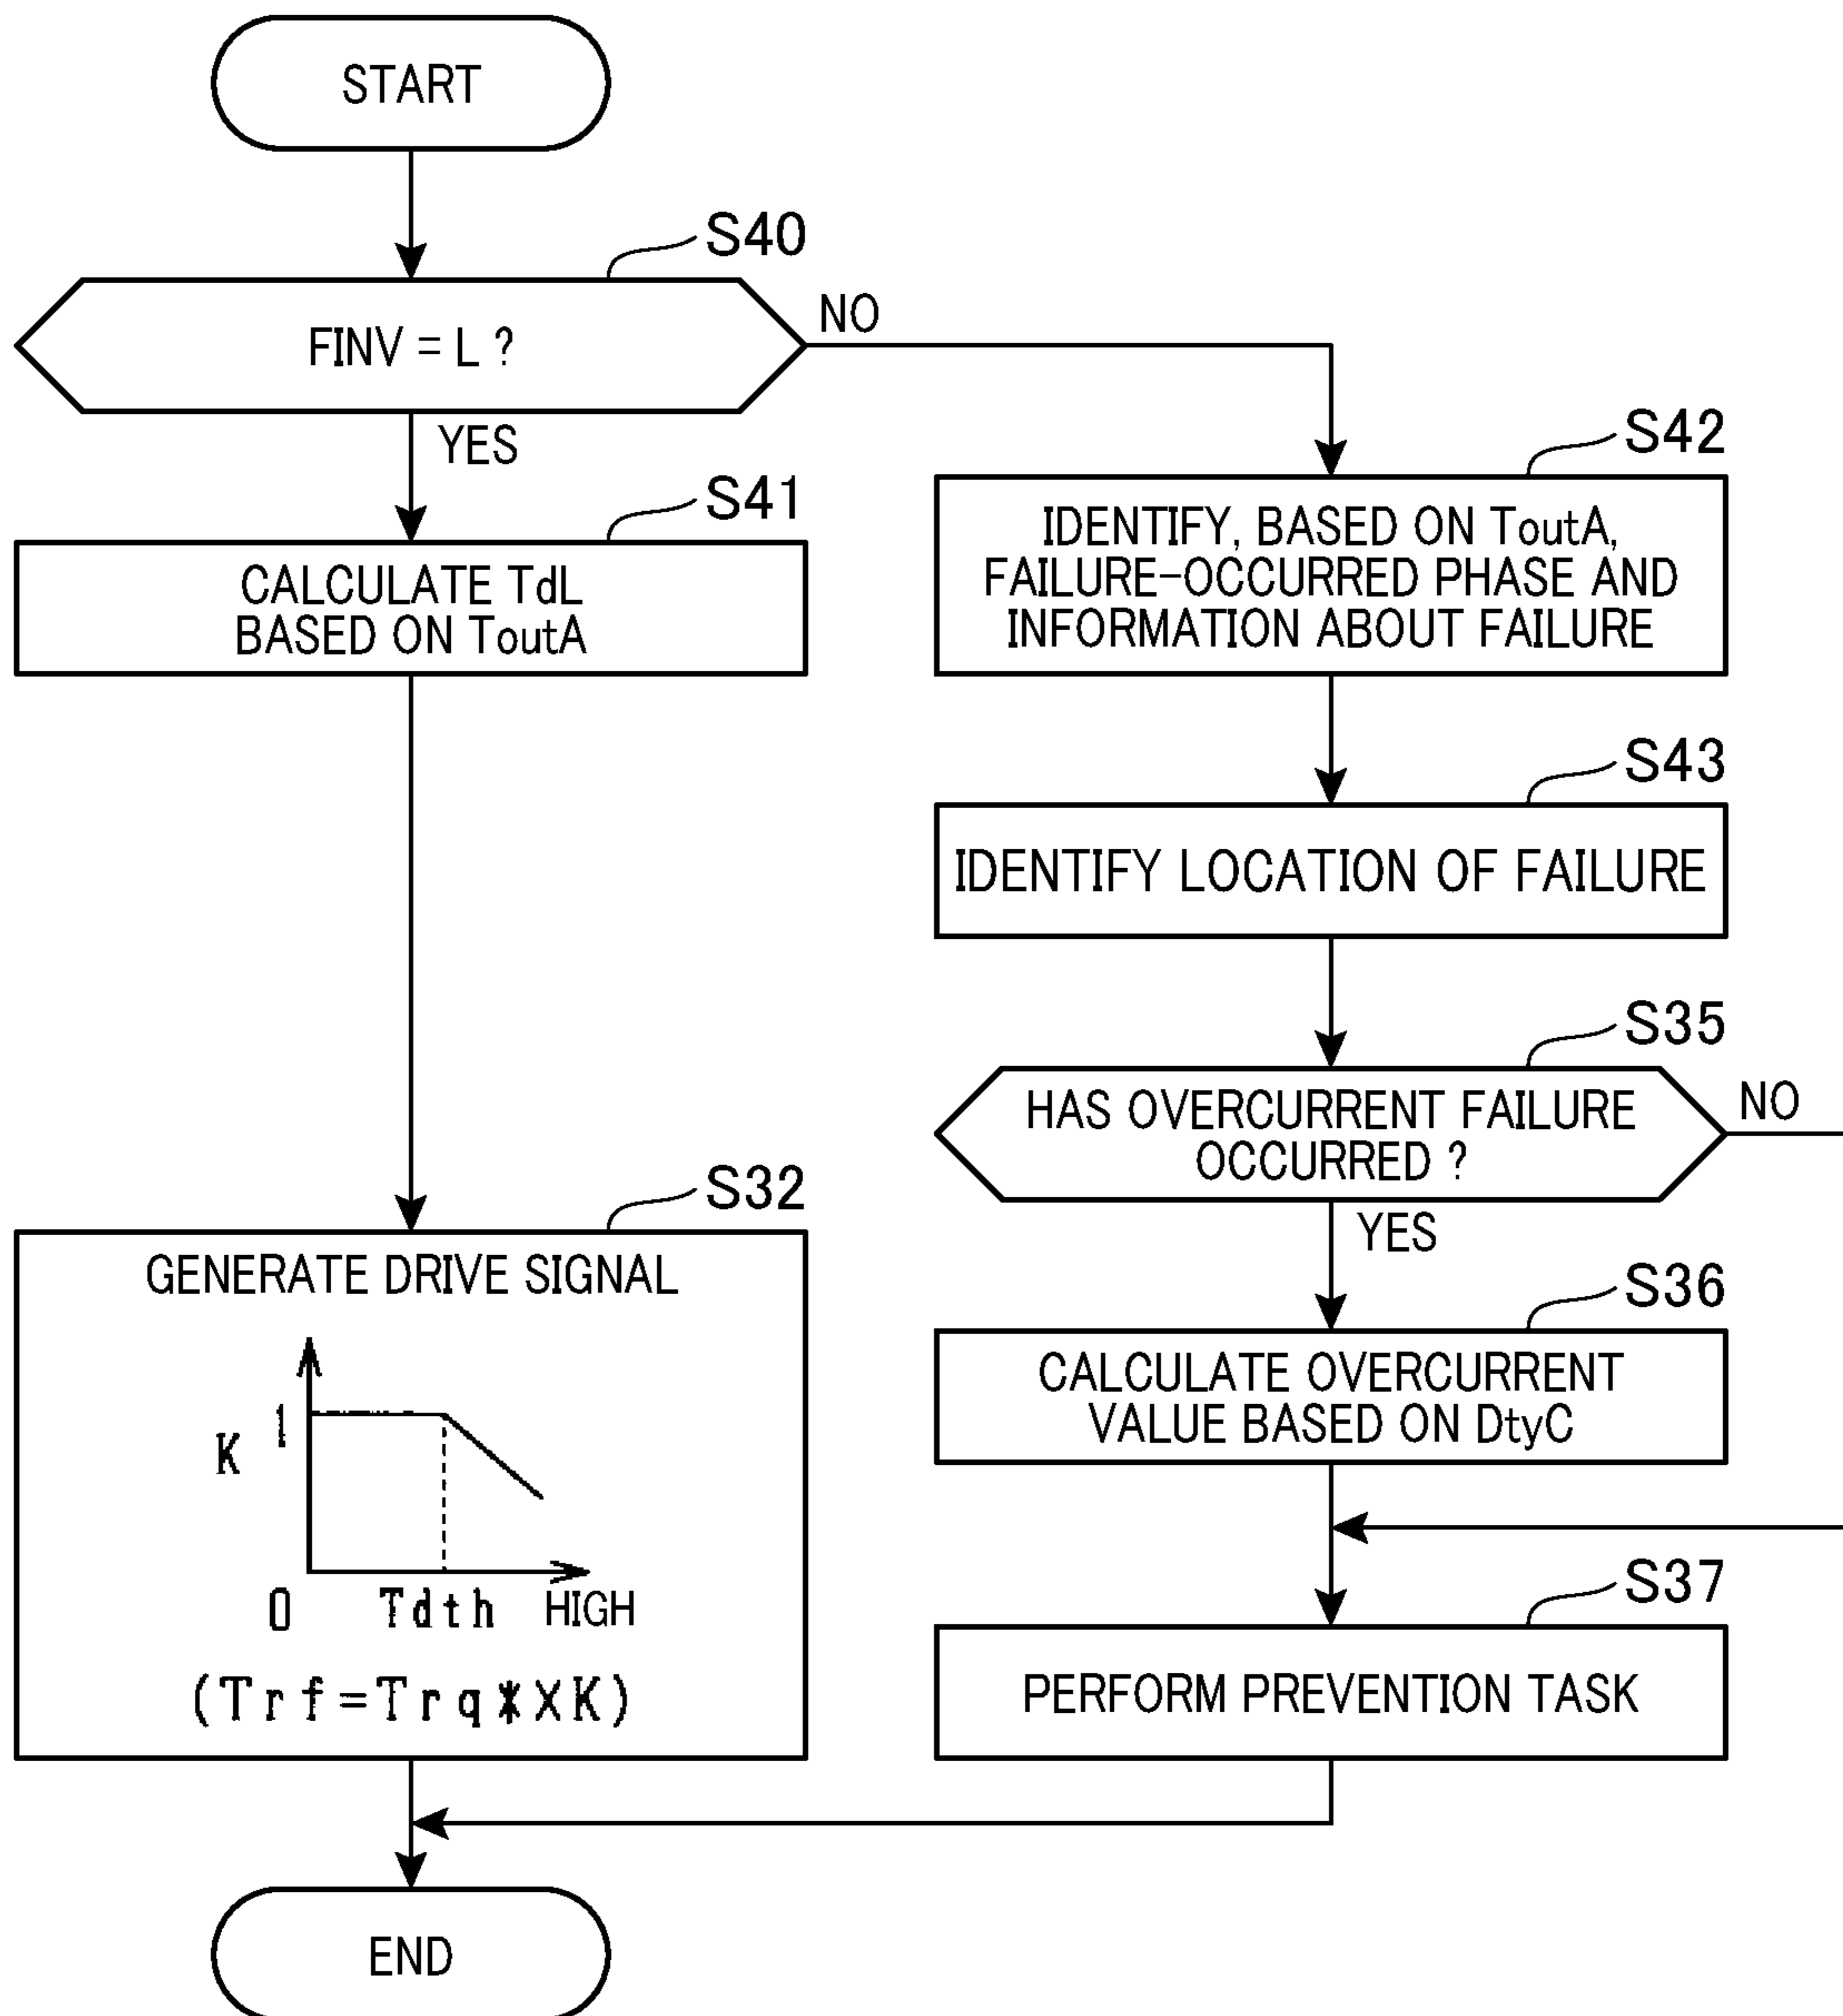 START
S40
FINV = L ?
NO
YES
S41
CALCULATE TdL
BASED ON ToutA
S42
IDENTIFY, BASED ON ToutA,
FAILURE-OCCURRED PHASE AND
INFORMATION ABOUT FAILURE
S43
IDENTIFY LOCATION OF FAILURE
S35
HAS OVERCURRENT FAILURE
OCCURRED ?
NO
YES
S36
CALCULATE OVERCURRENT
VALUE BASED ON DtyC
S37
PERFORM PREVENTION TASK
S32
GENERATE DRIVE SIGNAL
1
K
0 Tdth HIGH
(Trf=Trq*×K)
END